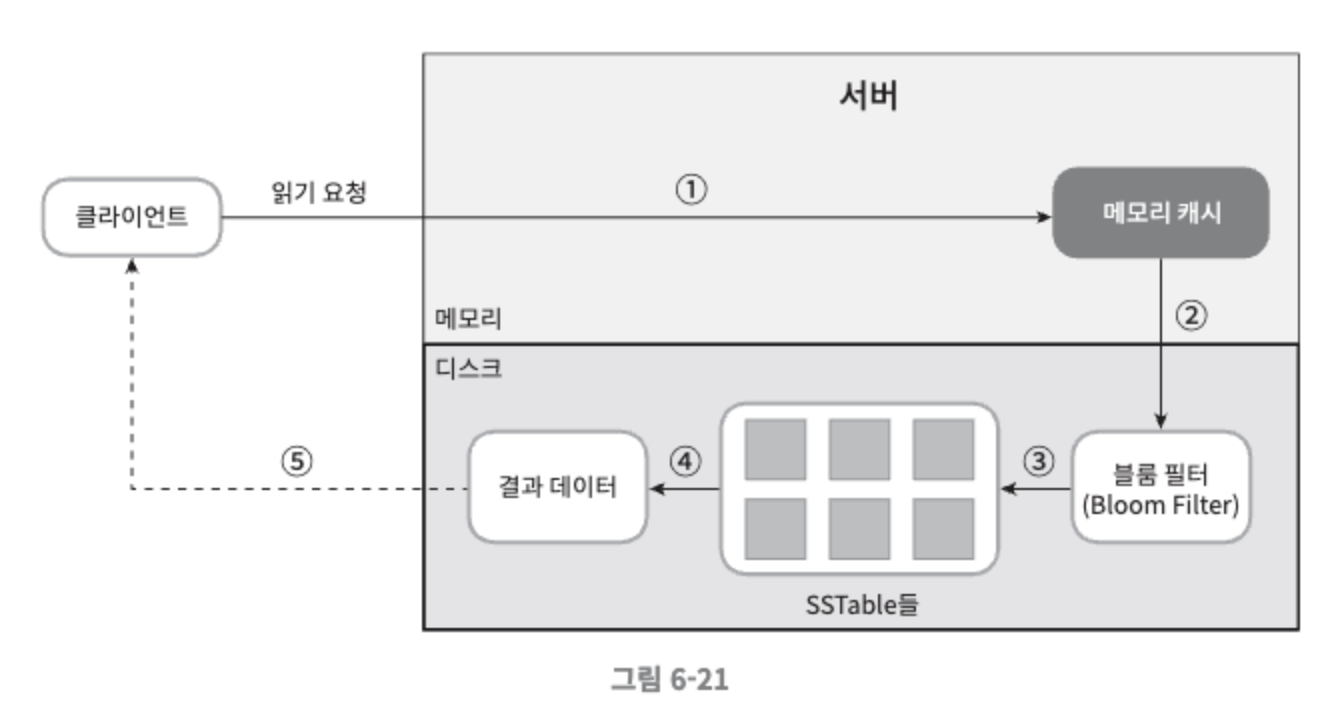 서버
클라이언트
읽기 요청
①
메모리 캐시
메모리
②
디스크
⑤
결과 데이터
④
③
블룸 필터
(Bloom Filter)
SSTable들
그림 6-21